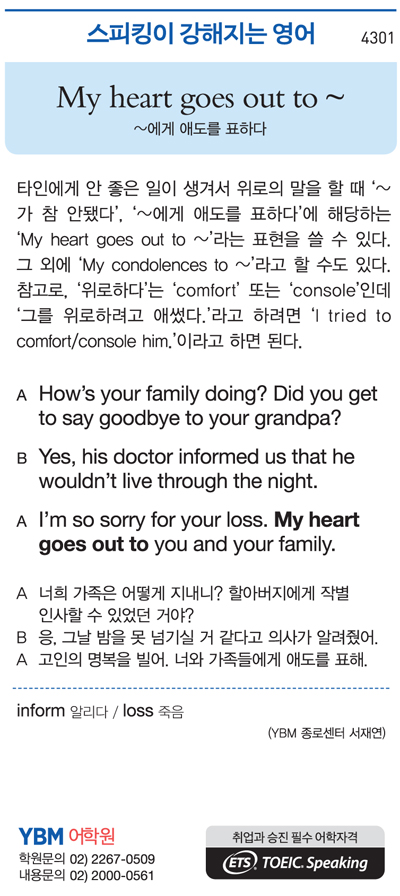 스피킹이 강해지는 영어
4301
My heart goes out to ~
~에게 애도를 표하다
타인에게 안 좋은 일이 생겨서 위로의 말을 할 때 ‘~
가 참 안됐다’, ‘~에게 애도를 표하다’에 해당하는
‘My heart goes out to ~’라는 표현을 쓸 수 있다.
그 외에 ‘My condolences to ~’라고 할 수도 있다.
참고로, ‘위로하다’는 ‘comfort’ 또는 ‘console’인데
‘그를 위로하려고 애썼다.’라고 하려면 ‘I tried to
comfort/console him.’이라고 하면 된다.
A How’s your family doing? Did you get
to say goodbye to your grandpa?
B Yes, his doctor informed us that he
wouldn’t live through the night.
A I’m so sorry for your loss. My heart
goes out to you and your family.
A 너희 가족은 어떻게 지내니? 할아버지에게 작별
인사할 수 있었던 거야?
B 응, 그날 밤을 못 넘기실 거 같다고 의사가 알려줬어.
A 고인의 명복을 빌어. 너와 가족들에게 애도를 표해.
inform 알리다 / loss 죽음
(YBM 종로센터 서재연)
YBM 어학원
학원문의 02) 2267-0509
내용문의 02) 2000-0561
취업과 승진 필수 어학자격
ETS TOEIC. Speaking